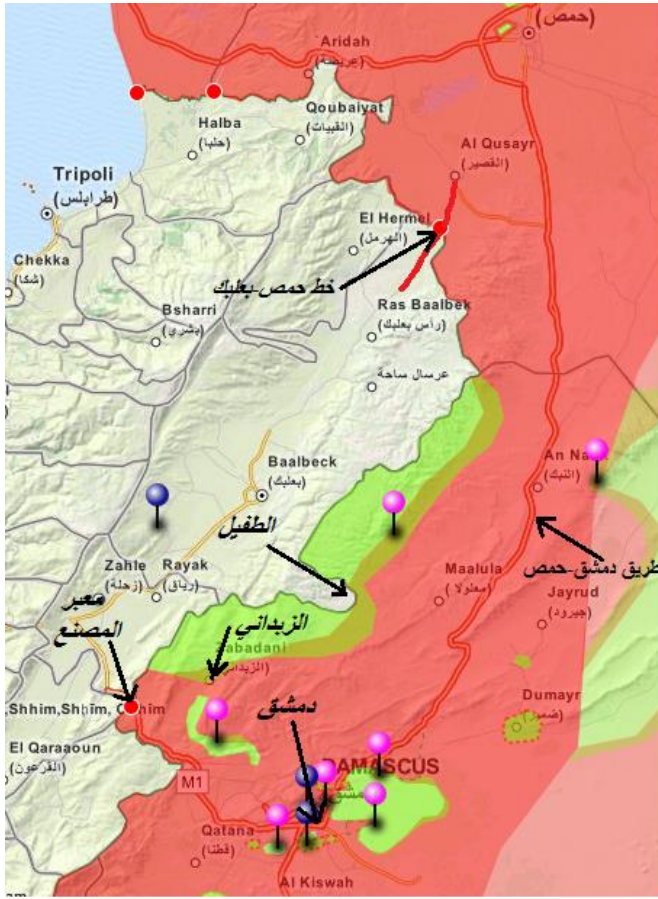 (حمص)
Aridah
(عريضة)
Qoubaiyat
(القبيات)
Halba
(حلبا)
Al Qusayr
(القصير)
Tripoli
(طرابلس)
El Hermel
(الهرمل)
Chekka
(شكا)
خط حمص-بعلبك
Ras Baalbek
(رأس بعلبك)
Bsharri
(بشري)
عرسال ساحة
An Nabk
(النبك)
Baalbeck
(بعلبك)
الطفيل
طريق دمشق-حمص
Zahle
(زحلة)
Rayak
(رياق)
Maalula
(معلولا)
Jayrud
(جيرود)
معبر
المصنع
الزبداني
Zabadani
(الزبداني)
Shhim,Shḥīm,
دمشق
Dumayr
(ضمير)
El Qaraaoun
(القرعون)
DAMASCUS
M1
Qatana
(قطنا)
Al Kiswah